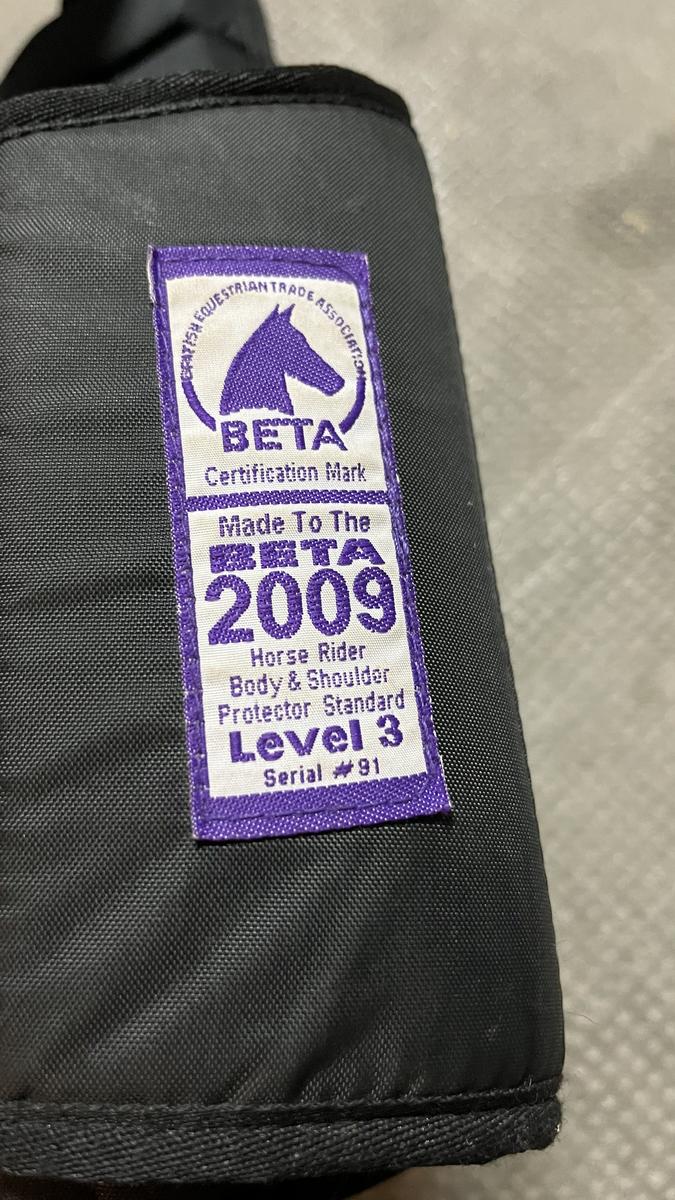 BRITISH EQUESTRIAN TRADE ASSOCIATION
BETA
Certification Mark
Made To The
BETA
2009
Horse Rider
Body & Shoulder
Protector Standard
Level 3
Serial #91